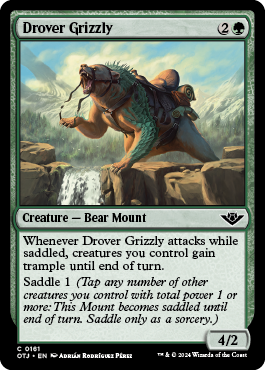 Drover Grizzly 2
Creature — Bear Mount
Whenever Drover Grizzly attacks while
saddled, creatures you control gain
trample until end of turn.
Saddle 1 (Tap any number of other
creatures you control with total power 1 or
more: This Mount becomes saddled until
end of turn. Saddle only as a sorcery.)
4/2
C 0161
OTJ • EN Adrián Rodríguez Pérez
™ & © 2024 Wizards of the Coast